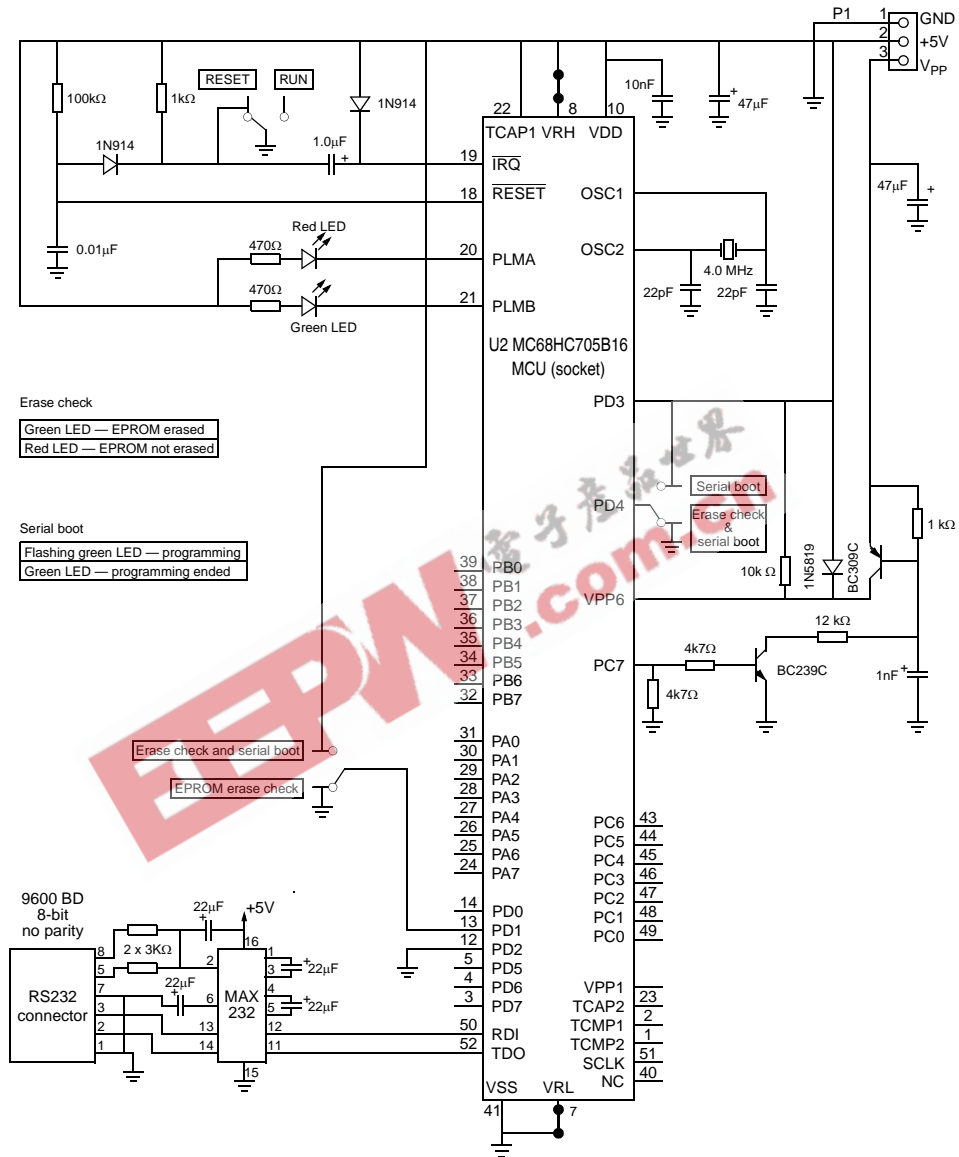 P1
1
GND
2
+5V
3
VPP
RESET
RUN
100kΩ
1kΩ
1N914
10nF
47µF
+
22
8
10
TCAP1
VRH
VDD
1N914
1.0µF
+
19
IRQ
18
RESET
OSC1
47µF
+
Red LED
0.01µF
470Ω
20
PLMA
OSC2
4.0 MHz
470Ω
21
PLMB
22pF
22pF
Green LED
U2 MC68HC705B16
MCU (socket)
PD3
Erase check
Green LED — EPROM erased
Red LED — EPROM not erased
電子產品世界
Serial boot
PD4
Erase check
&
serial boot
1 kΩ
Serial boot
Flashing green LED — programming
Green LED — programming ended
EEPW
.com.cn
10k Ω
1N5819
BC309C
VPP6
39
PB0
38
PB1
37
PB2
36
PB3
35
PB4
34
PB5
33
PB6
32
PB7
12 kΩ
PC7
4k7Ω
BC239C
4k7Ω
1nF
+
31
PA0
30
PA1
29
PA2
28
PA3
27
PA4
26
PA5
25
PA6
24
PA7
Erase check and serial boot
EPROM erase check
PC6
43
PC5
44
PC4
45
PC3
46
PC2
47
PC1
48
PC0
49
14
PD0
13
PD1
12
PD2
5
PD5
4
PD6
3
PD7
50
RDI
52
TDO
VPP1
TCAP2
23
TCMP1
2
TCMP2
1
SCLK
51
NC
40
9600 BD
8-bit
no parity
22µF
+
+5V
16
8
2 x 3KΩ
5
2
1
3
+
22µF
RS232
connector
7
22µF
+
6
MAX
232
4
5
+
22µF
3
13
12
2
14
11
1
15
VSS
VRL
41
7